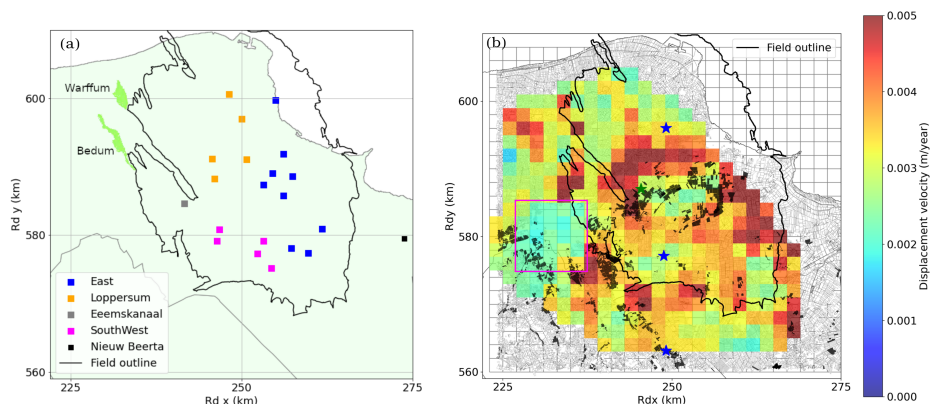 (a)
Warffum
Bedum
600
580
560
Rd y (km)
East
Loppersum
Eeemskanaal
SouthWest
Nieuw Beerta
Field outline
225
250
275
Rd x (km)
(b)
Field outline
600
580
560
Rdy (km)
225
250
275
Rdx (km)
0.005
0.004
0.003
0.002
0.001
0.000
Displacement velocity (m/year)